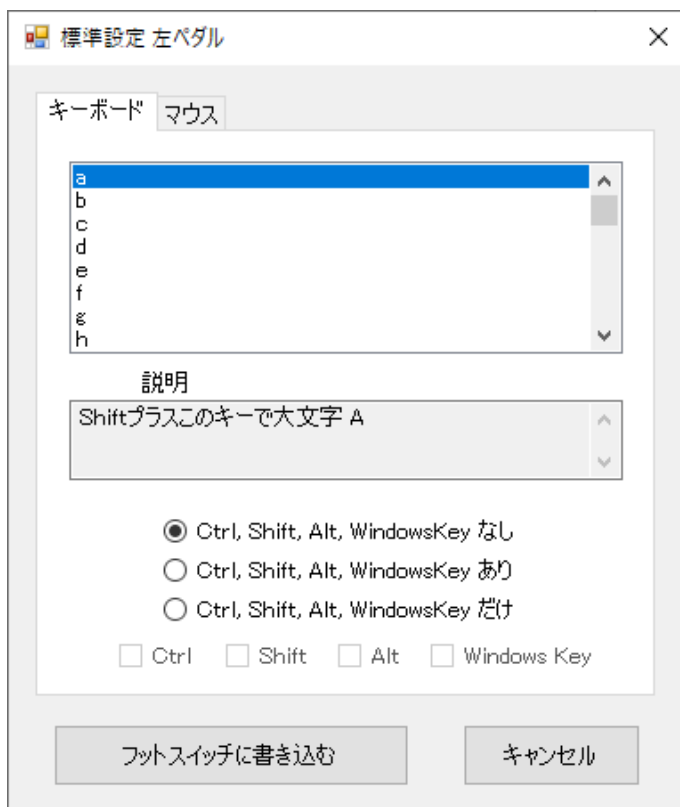 標準設定 左ペダル
キーボード マウス
a
b
c
d
e
f
g
h
説明
Shiftプラスこのキーで大文字 A
Ctrl, Shift, Alt, WindowsKey なし
Ctrl, Shift, Alt, WindowsKey あり
Ctrl, Shift, Alt, WindowsKey だけ
Ctrl Shift Alt Windows Key
フットスイッチに書き込む キャンセル